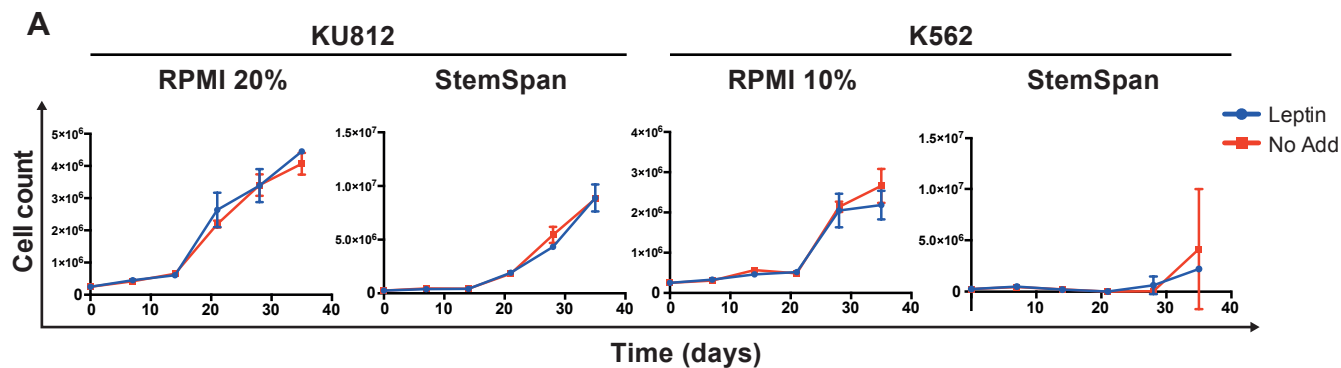 A
KU812
K562
RPMI 20%
StemSpan
RPMI 10%
StemSpan
Leptin
No Add
Cell count
5×10⁶
4×10⁶
3×10⁶
2×10⁶
1×10⁶
0
0 10 20 30 40
1.5×10⁷
1.0×10⁷
5.0×10⁶
0
0 10 20 30 40
4×10⁶
3×10⁶
2×10⁶
1×10⁶
0
0 10 20 30 40
1.5×10⁷
1.0×10⁷
5.0×10⁶
0
10 20 30 40
Time (days)